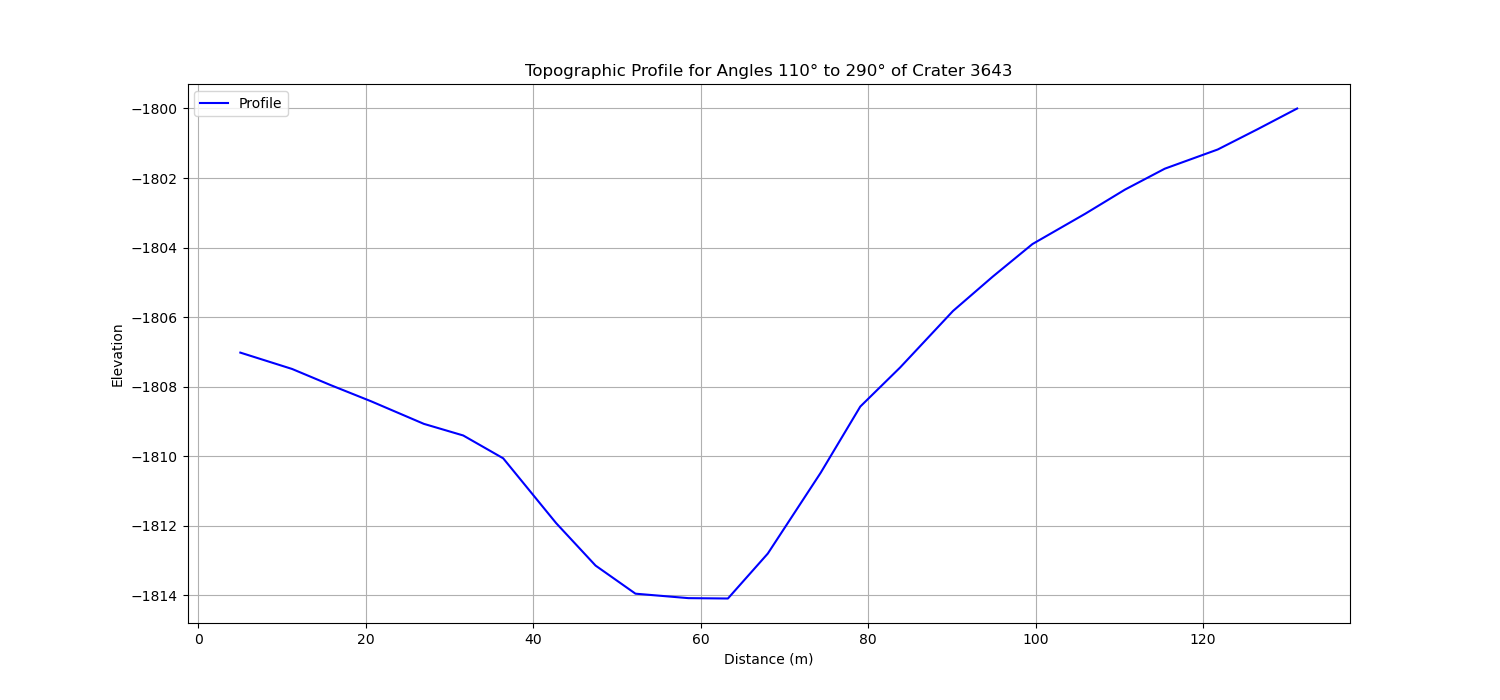 Topographic Profile for Angles 110° to 290° of Crater 3643
Profile
−1800
−1802
−1804
−1806
−1808
−1810
−1812
−1814
Elevation
0 20 40 60 80 100 120
Distance (m)